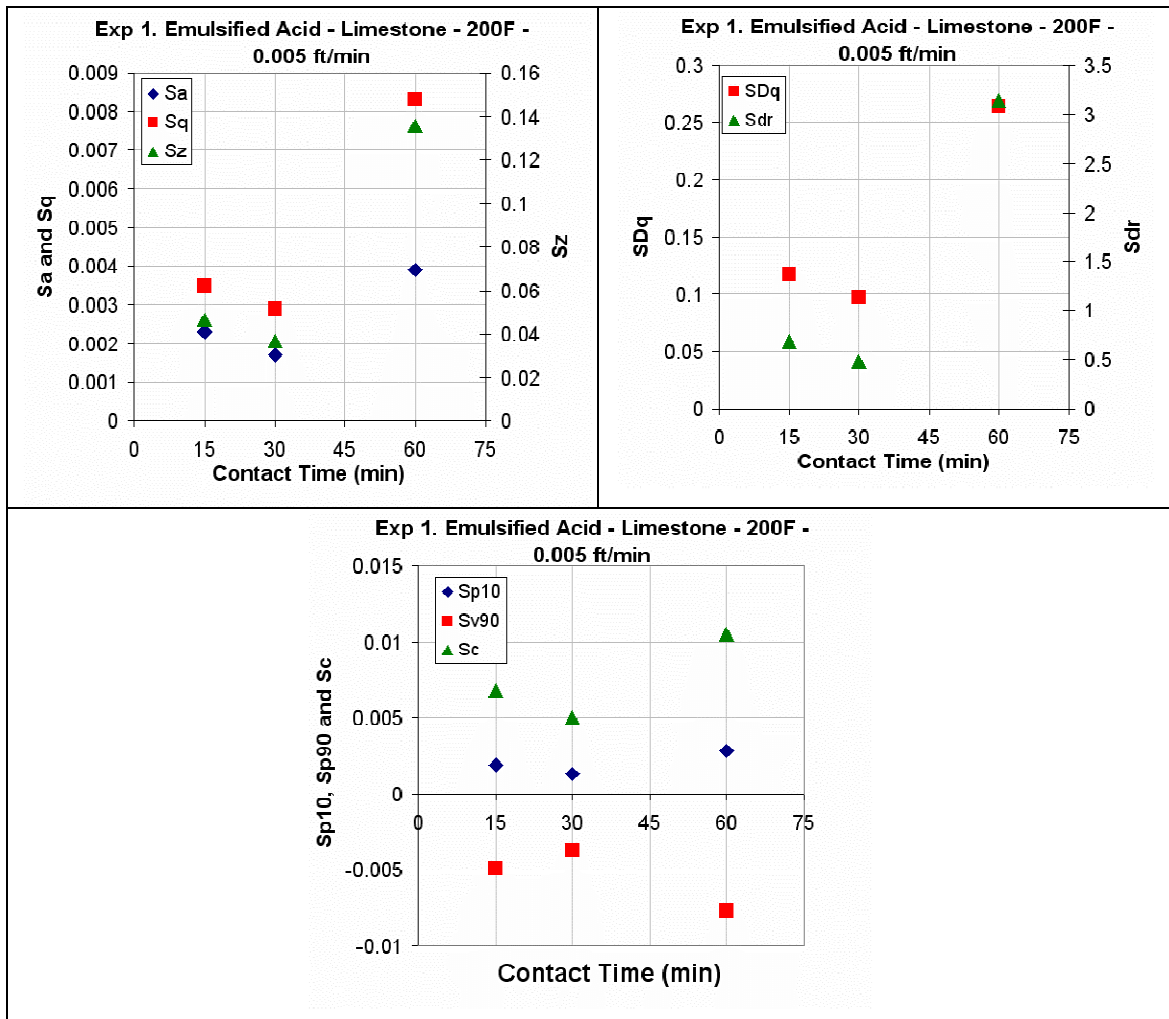 Exp 1. Emulsified Acid - Limestone - 200F -
0.005 ft/min
0.009
0.008
0.007
0.006
0.005
0.004
0.003
0.002
0.001
0
Sa and Sq
Sa
Sq
Sz
0.16
0.14
0.12
0.1
0.08
0.06
0.04
0.02
0
Sz
0 15 30 45 60 75
Contact Time (min)
Exp 1. Emulsified Acid - Limestone - 200F -
0.005 ft/min
0.3
0.25
0.2
0.15
0.1
0.05
0
SDq
SDq
Sdr
3.5
3
2.5
2
1.5
1
0.5
0
Sdr
0 15 30 45 60 75
Contact Time (min)
Exp 1. Emulsified Acid - Limestone - 200F -
0.005 ft/min
0.015
0.01
0.005
0
-0.005
-0.01
Sp10, Sp90 and Sc
Sp10
Sv90
Sc
0 15 30 45 60 75
Contact Time (min)